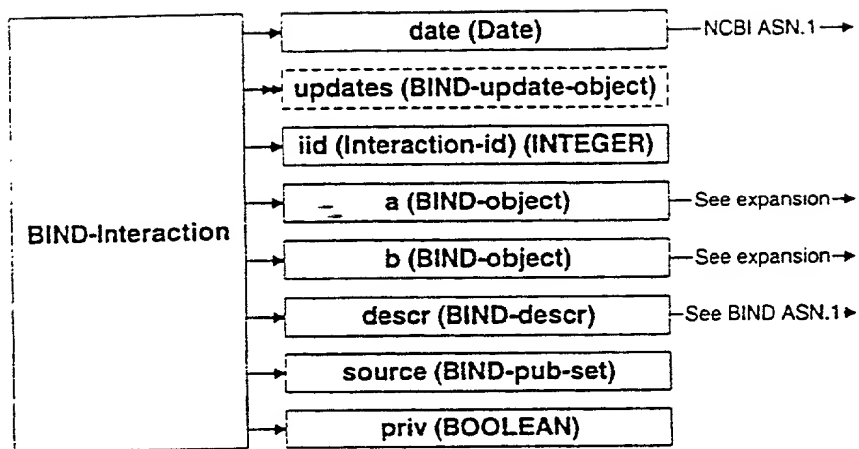 date (Date)
NCBI ASN.1
updates (BIND-update-object)
iid (Interaction-id) (INTEGER)
a (BIND-object)
See expansion
BIND-Interaction
b (BIND-object)
See expansion
descr (BIND-descr)
See BIND ASN.1
source (BIND-pub-set)
priv (BOOLEAN)